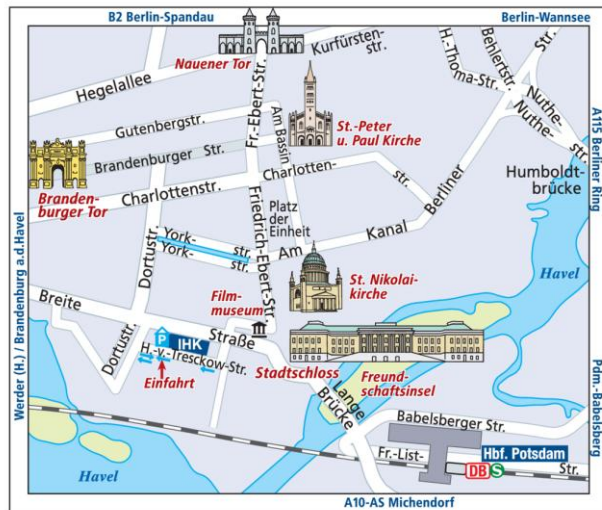 B2 Berlin-Spandau
Berlin-Wannsee
Nauener Tor
Kurfürsten-
str.
Hegelallee
Fr.-Ebert-Str.
H.-Thoma-Str.
Behlertstr.
Str.
Nuthe-
Nuthe-
str.
Gutenbergstr.
Am Bassin
St.-Peter
u. Paul Kirche
A115 Berliner Ring
Brandenburger Str.
Humboldt-
brücke
Branden-
burger Tor
Charlottenstr.
Charlotten-
str.
Berliner
Friedrich-Ebert-Str.
Platz
der
Einheit
Dortustr.
York-
str.
York-
str.
Am
Kanal
Havel
Werder (H.) / Brandenburg a.d.Havel
St. Nikolai-
kirche
Breite
Straße
Film-
museum
P
IHK
H.-v.-Tresckow-Str.
Dortustr.
Einfahrt
Stadtschloss
Freund-
schaftsinsel
Lange
Brücke
Pdm.-Babelsberg
Babelsberger Str.
Fr.-List-
Str.
Hbf. Potsdam
DB
S
Havel
A10-AS Michendorf